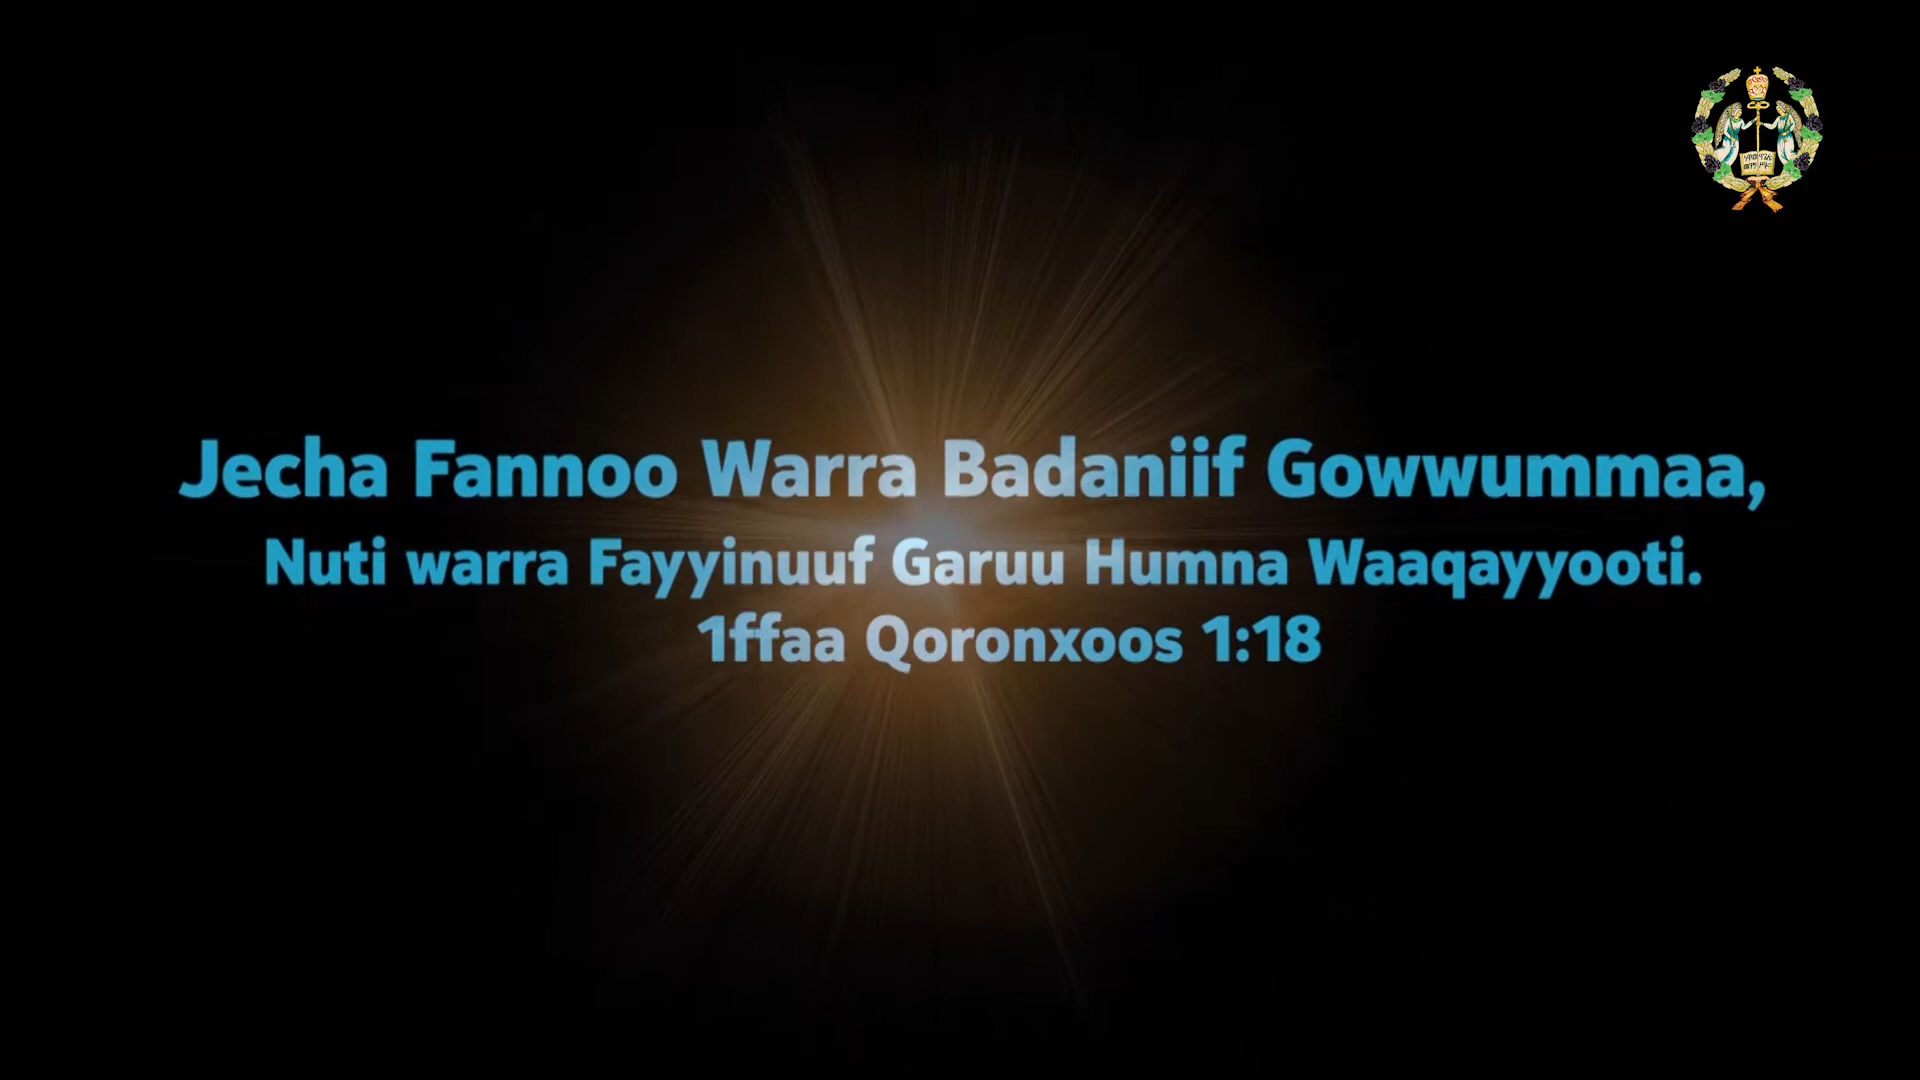 Jecha Fannoo Warra Badaniif Gowwummaa,
Nuti warra Fayyinuuf Garuu Humna Waaqayyooti.
1ffaa Qoronxoos 1:18